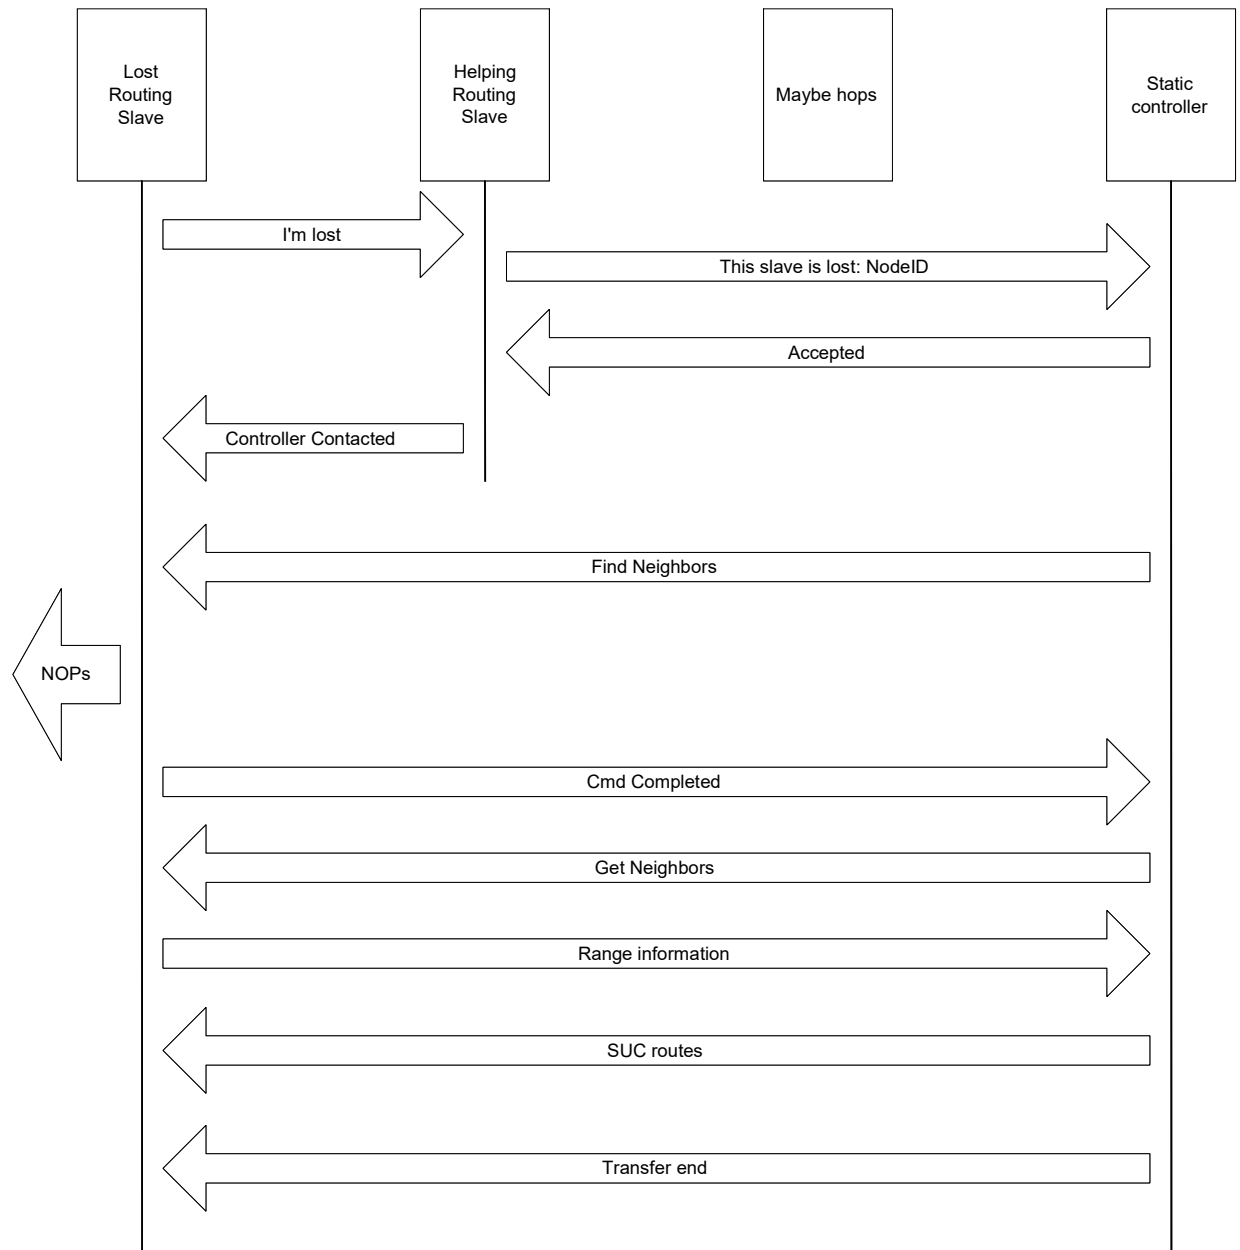 Lost
Routing
Slave
Helping
Routing
Slave
Maybe hops
Static
controller
I'm lost
This slave is lost: NodeID
Accepted
Controller Contacted
Find Neighbors
NOPs
Cmd Completed
Get Neighbors
Range information
SUC routes
Transfer end